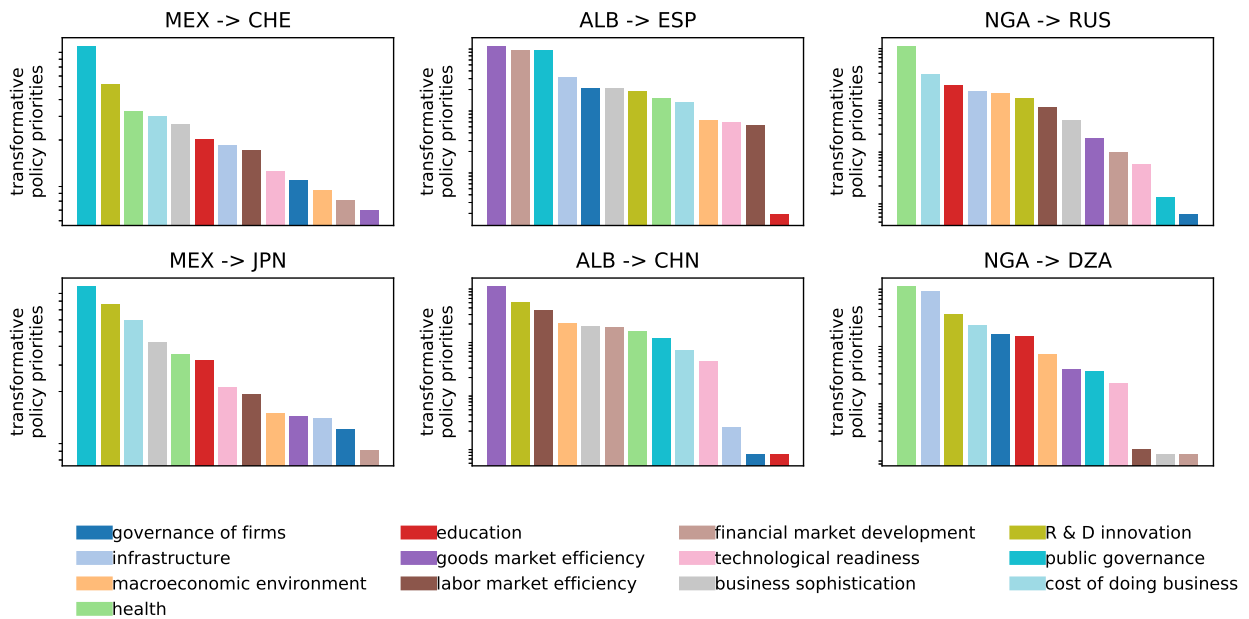 MEX -> CHE
ALB -> ESP
NGA -> RUS
transformative
policy priorities
transformative
policy priorities
transformative
policy priorities
MEX -> JPN
ALB -> CHN
NGA -> DZA
transformative
policy priorities
transformative
policy priorities
transformative
policy priorities
governance of firms
infrastructure
macroeconomic environment
health
education
goods market efficiency
labor market efficiency
financial market development
technological readiness
business sophistication
R & D innovation
public governance
cost of doing business